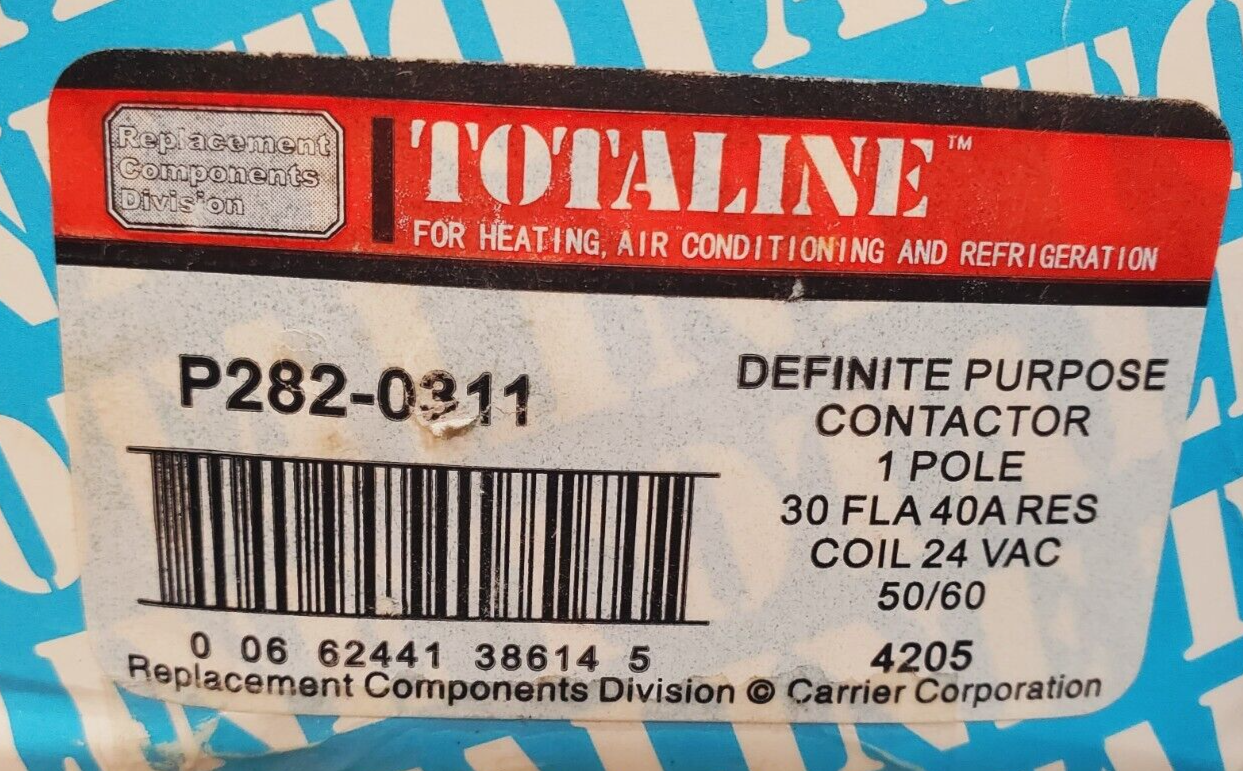 Replacement
Components
Division
TOTALINE™
FOR HEATING, AIR CONDITIONING AND REFRIGERATION
P282-0311
DEFINITE PURPOSE
CONTACTOR
1 POLE
30 FLA 40A RES
COIL 24 VAC
50/60
4205
0 06 62441 38614 5
Replacement Components Division © Carrier Corporation